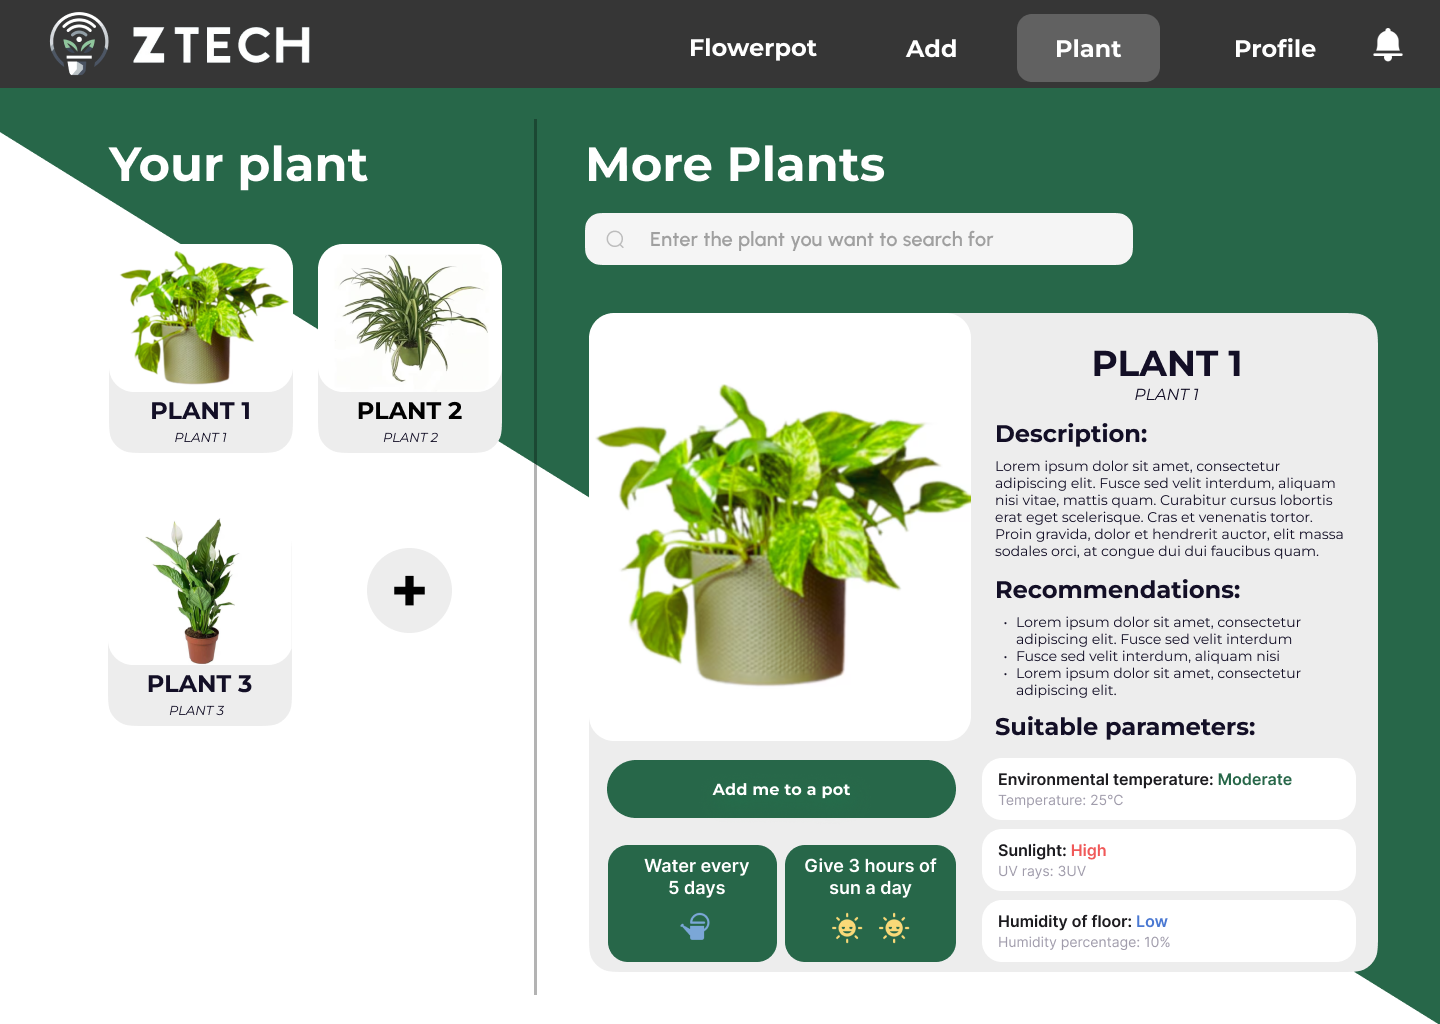 Z TECH
Flowerpot
Add
Plant
Profile
Your plant
PLANT 1
PLANT 1
PLANT 2
PLANT 2
PLANT 3
PLANT 3
+
More Plants
Enter the plant you want to search for
PLANT 1
PLANT 1
Description:
Lorem ipsum dolor sit amet, consectetur
adipiscing elit. Fusce sed velit interdum, aliquam
nisi vitae, mattis quam. Curabitur cursus lobortis
erat eget scelerisque. Cras et venenatis tortor.
Proin gravida, dolor et hendrerit auctor, elit massa
sodales orci, at congue dui dui faucibus quam.
Recommendations:
• Lorem ipsum dolor sit amet, consectetur
adipiscing elit. Fusce sed velit interdum
• Fusce sed velit interdum, aliquam nisi
• Lorem ipsum dolor sit amet, consectetur
adipiscing elit.
Suitable parameters:
Environmental temperature: Moderate
Temperature: 25°C
Sunlight: High
UV rays: 3UV
Humidity of floor: Low
Humidity percentage: 10%
Add me to a pot
Water every
5 days
Give 3 hours of
sun a day